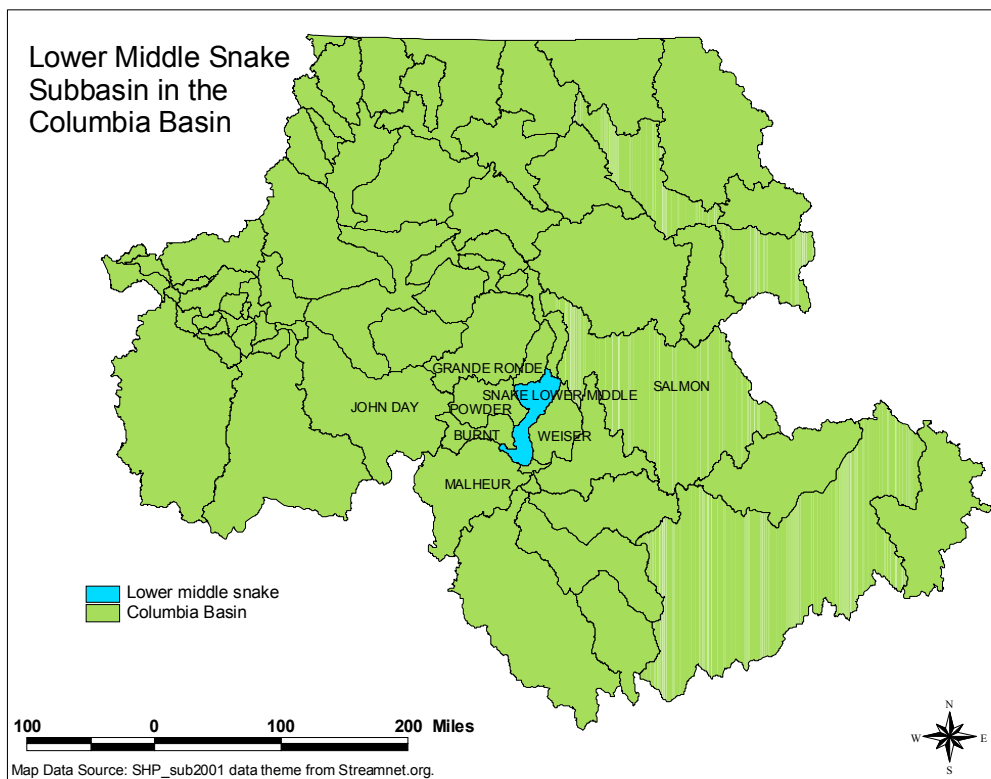 Lower Middle Snake
Subbasin in the
Columbia Basin
GRANDE RONDE
SNAKE LOWER-MIDDLE
SALMON
JOHN DAY
POWDER
BURNT
WEISER
MALHEUR
Lower middle snake
Columbia Basin
100 0 100 200 Miles
N
W E
S
Map Data Source: SHP_sub2001 data theme from Streamnet.org.